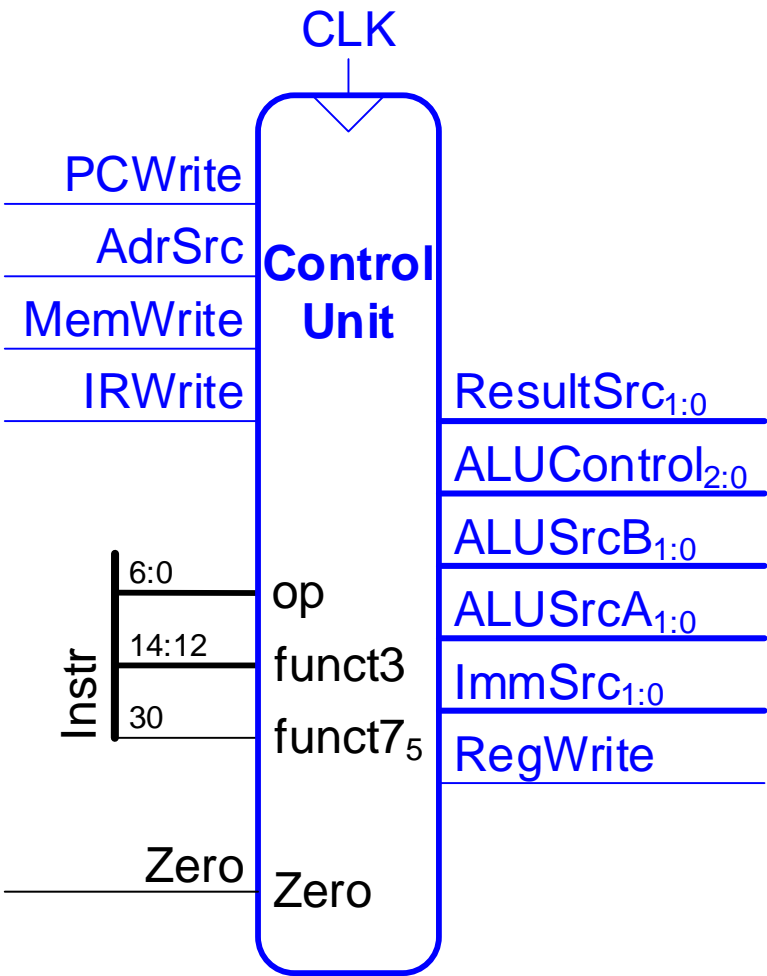 CLK
PCWrite
AdrSrc
MemWrite
IRWrite
Control
Unit
ResultSrc1:0
ALUControl2:0
ALUSrcB1:0
ALUSrcA1:0
ImmSrc1:0
RegWrite
Instr
6:0
op
14:12
funct3
30
funct75
Zero
Zero